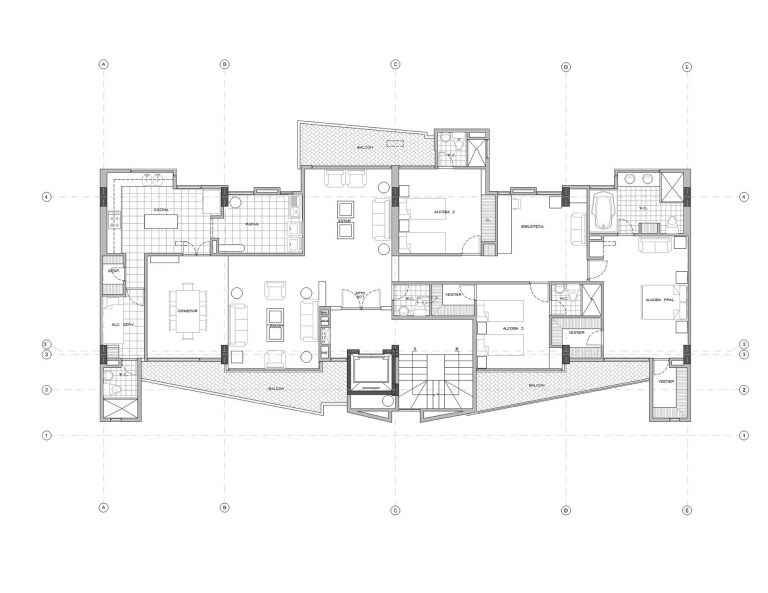 A
B
C
D
E
BALCON
W.C.
4
4
COCINA
ROPAS
ESTAR
ALCOBA 2
BIBLIOTECA
W.C.
DESP.
COMEDOR
SALON
W.C.
VESTIER
W.C.
ALCOBA PPAL
ALC. SERV.
ALCOBA 3
VESTIER
3'
3
3'
3
W.C.
S
B
2
BALCON
BALCON
VESTIER
2
1
1
A
B
C
D
E